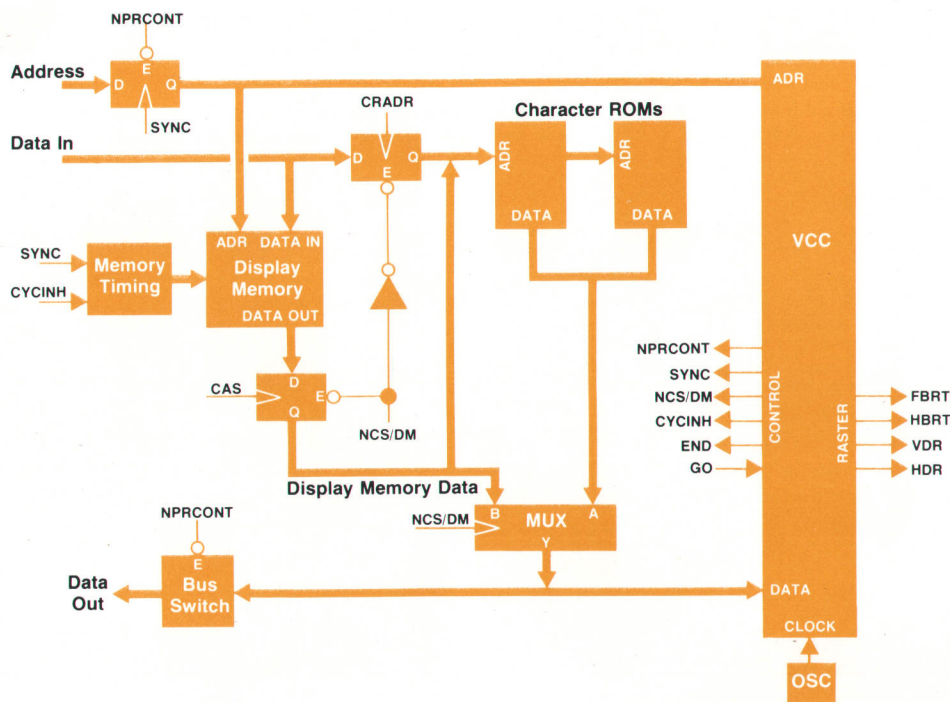 NPRCONT
Address
D
E
Q
SYNC
ADR
Data In
CRADR
D
Q
E
Character ROMs
ADR
DATA
ADR
DATA
VCC
SYNC
CYCINH
Memory
Timing
ADR
DATA IN
Display
Memory
DATA OUT
CAS
D
E
Q
NCS/DM
Display Memory Data
NCS/DM
B
MUX
A
Y
NPRCONT
SYNC
NCS/DM
CYCINH
END
GO
CONTROL
RASTER
FBRT
HBRT
VDR
HDR
NPRCONT
E
Bus
Switch
Data
Out
DATA
CLOCK
OSC